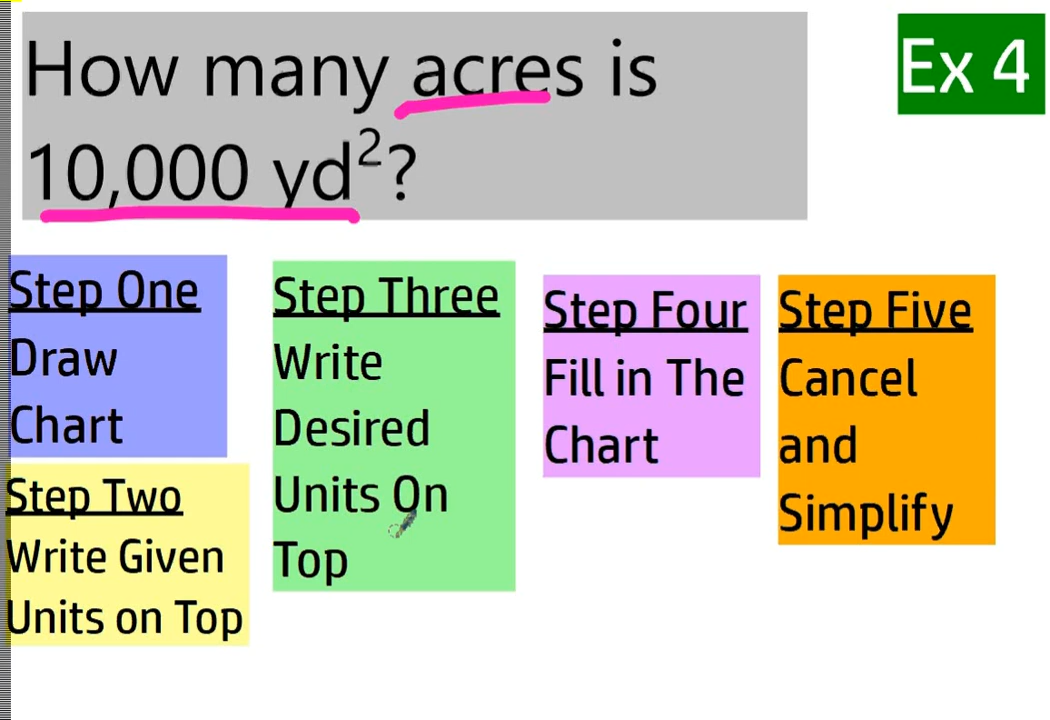 How many acres is
10,000 yd²?
Ex 4
Step One
Draw
Chart
Step Two
Write Given
Units on Top
Step Three
Write
Desired
Units On
Top
Step Four
Fill in The
Chart
Step Five
Cancel
and
Simplify